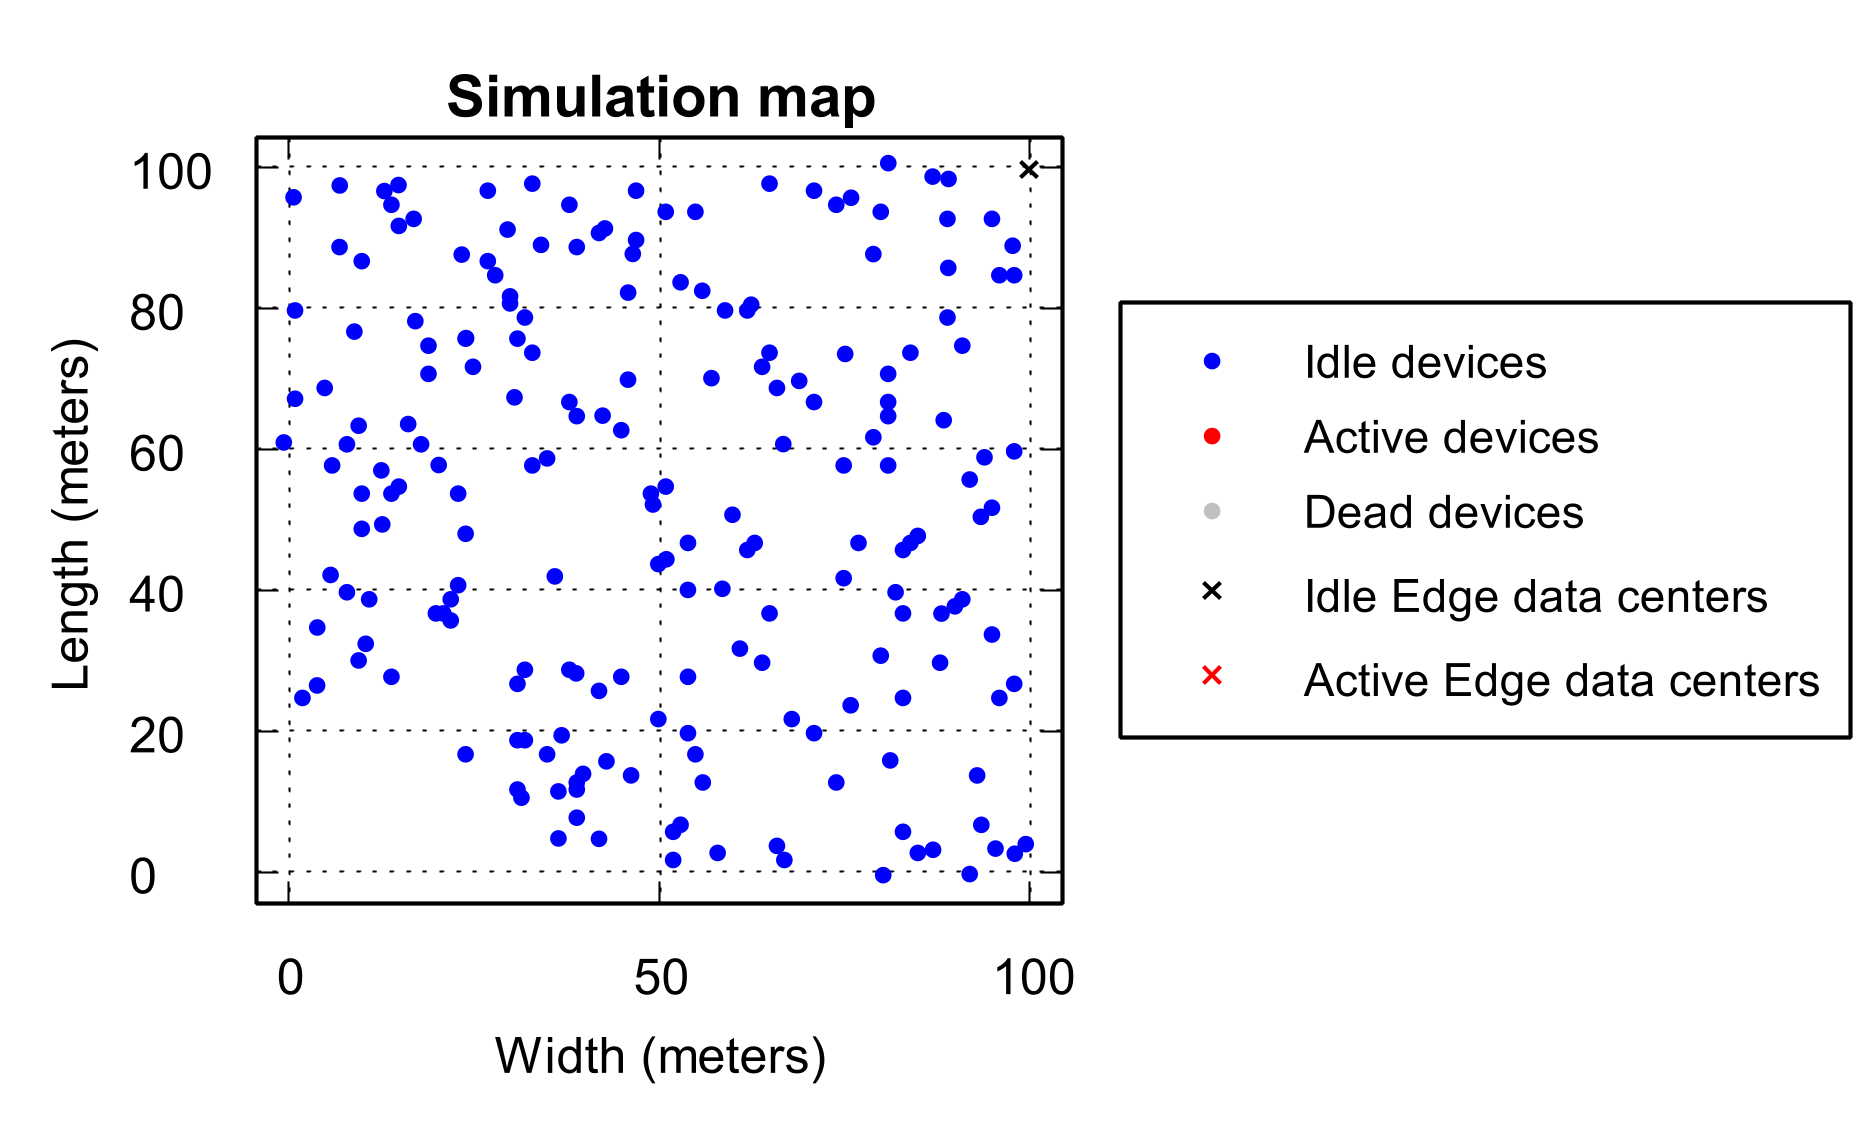 Simulation map
100
80
60
40
20
0
Length (meters)
0 50 100
Width (meters)
Idle devices
Active devices
Dead devices
Idle Edge data centers
Active Edge data centers